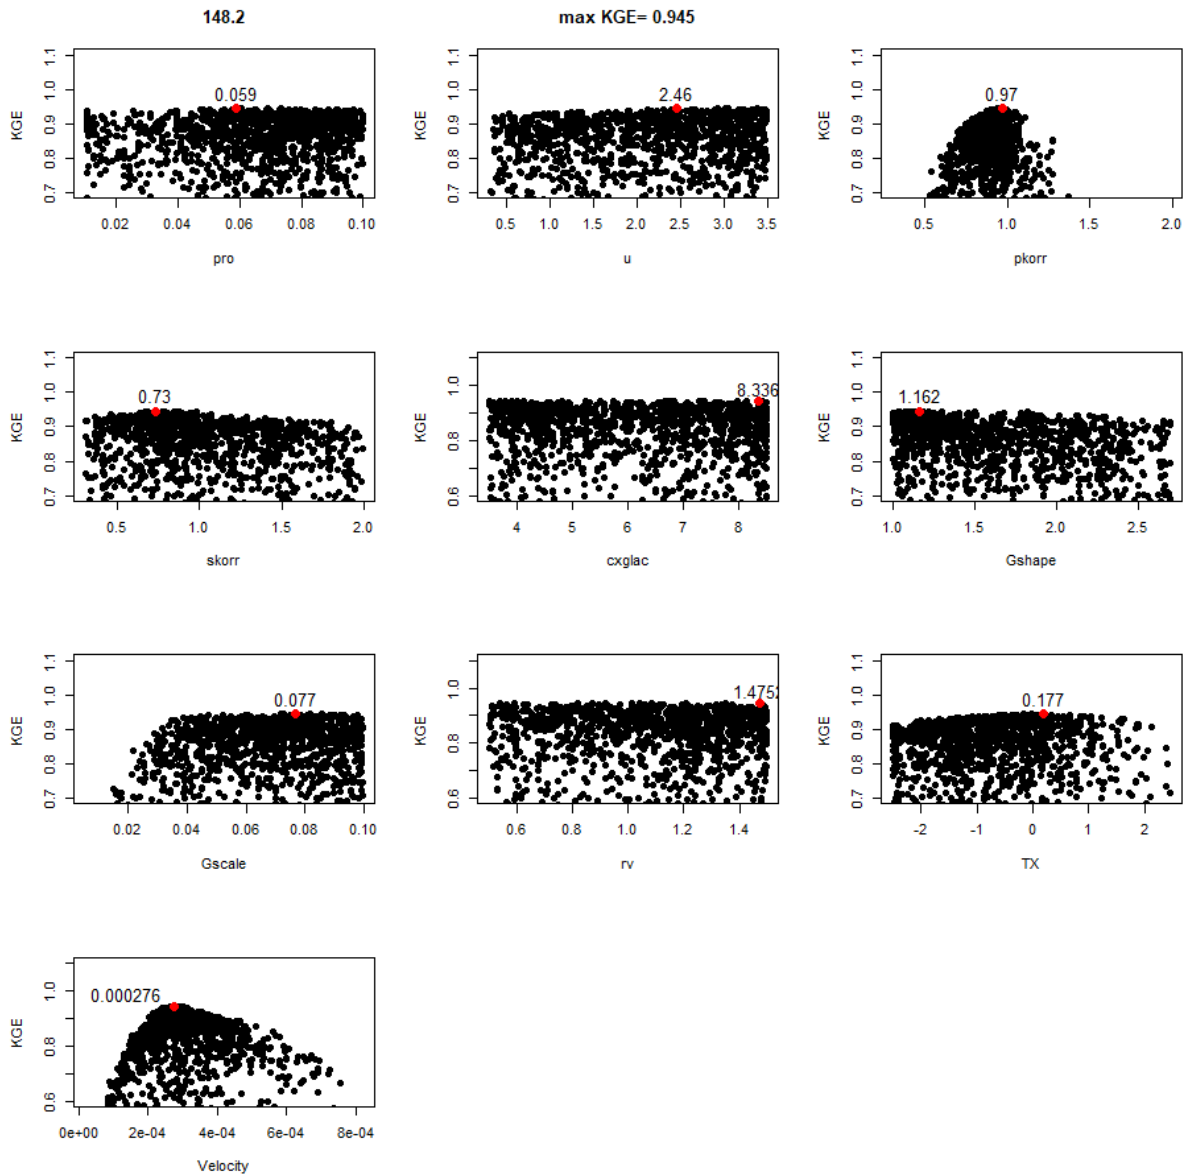 148.2
max KGE= 0.945
KGE
0.7 0.8 0.9 1.0 1.1
0.059
0.02 0.04 0.06 0.08 0.10
pro
KGE
0.7 0.8 0.9 1.0 1.1
2.46
0.5 1.0 1.5 2.0 2.5 3.0 3.5
u
KGE
0.7 0.8 0.9 1.0 1.1
0.97
0.5 1.0 1.5 2.0
pkorr
KGE
0.7 0.8 0.9 1.0 1.1
0.73
0.5 1.0 1.5 2.0
skorr
KGE
0.6 0.8 1.0
8.336
4 5 6 7 8
cxglac
KGE
0.7 0.8 0.9 1.0 1.1
1.162
1.0 1.5 2.0 2.5
Gshape
KGE
0.7 0.8 0.9 1.0 1.1
0.077
0.02 0.04 0.06 0.08 0.10
Gscale
KGE
0.6 0.8 1.0
1.4752
0.6 0.8 1.0 1.2 1.4
rv
KGE
0.7 0.8 0.9 1.0 1.1
0.177
-2 -1 0 1 2
TX
KGE
0.6 0.8 1.0
0.000276
0e+00 2e-04 4e-04 6e-04 8e-04
Velocity